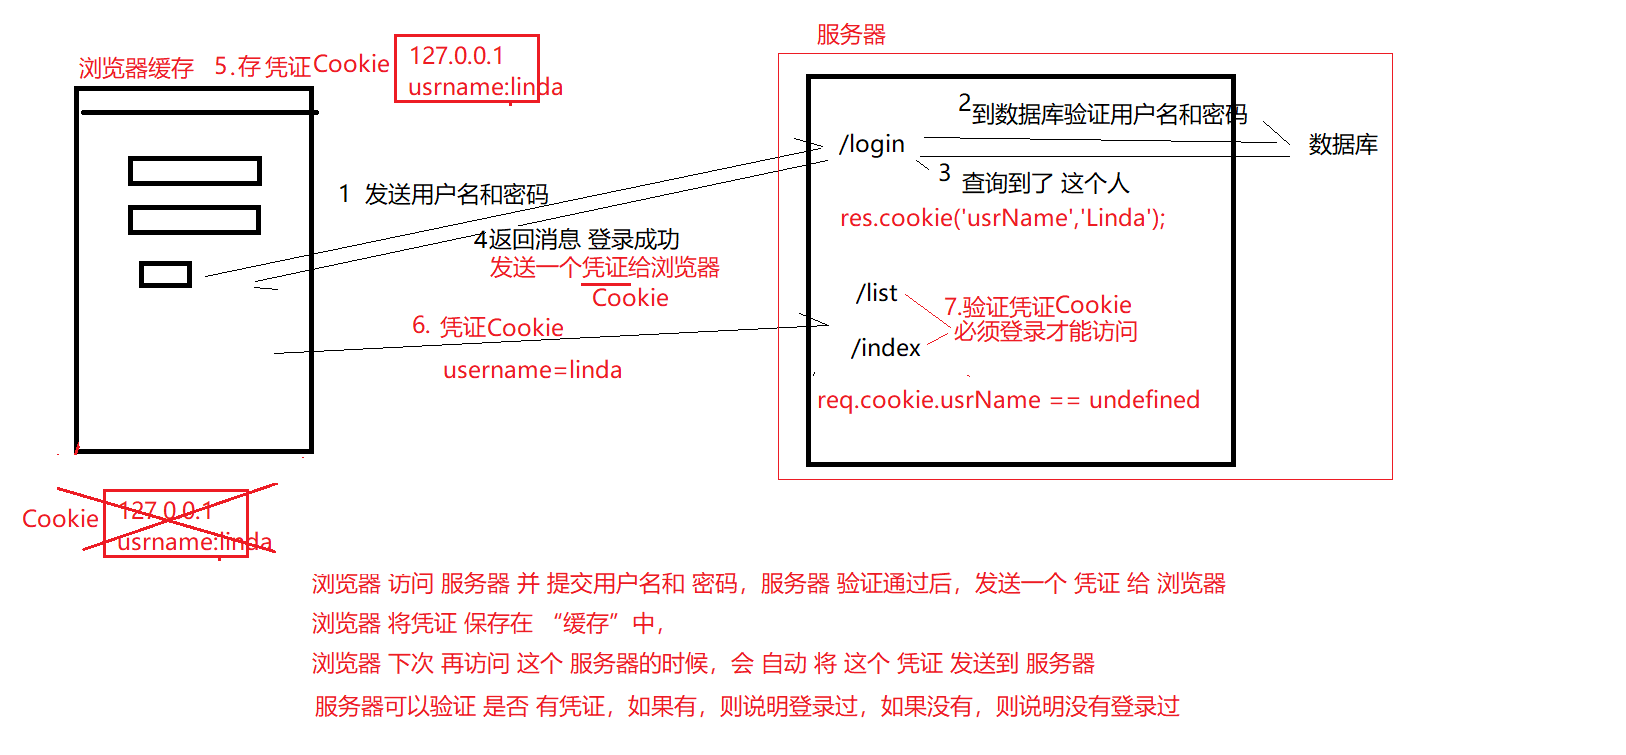 服务器
浏览器缓存 5.存 凭证Cookie
127.0.0.1
usrname:linda
2到数据库验证用户名和密码
/login
数据库
3 查询到了 这个人
1 发送用户名和密码
res.cookie('usrName','Linda');
4返回消息 登录成功
发送一个凭证给浏览器
Cookie
/list
7.验证凭证Cookie
必须登录才能访问
6. 凭证Cookie
/index
username=linda
req.cookie.usrName == undefined
Cookie
127.0.0.1
usrname:linda
浏览器 访问 服务器 并 提交用户名和 密码，服务器 验证通过后，发送一个 凭证 给 浏览器
浏览器 将凭证 保存在 “缓存”中，
浏览器 下次 再访问 这个 服务器的时候，会 自动 将 这个 凭证 发送到 服务器
服务器可以验证 是否 有凭证，如果有，则说明登录过，如果没有，则说明没有登录过